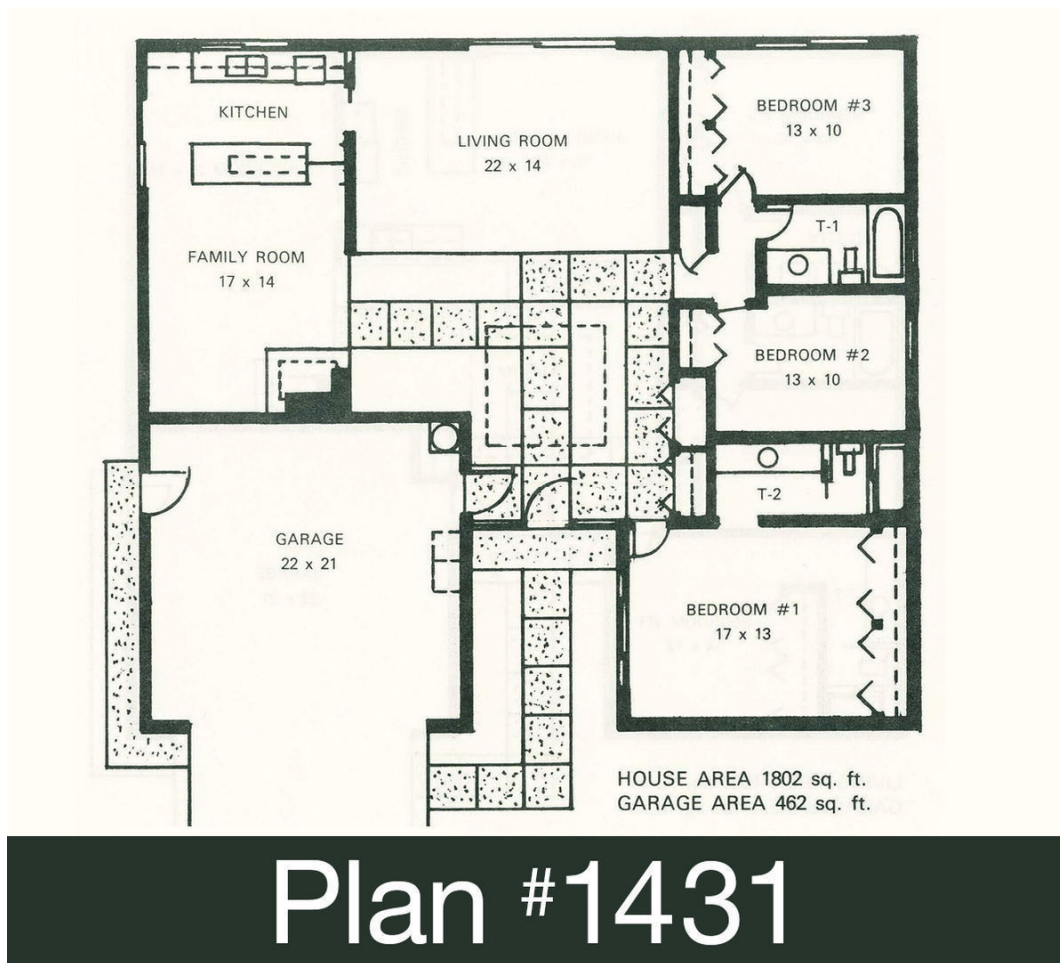 KITCHEN
LIVING ROOM
22 x 14
BEDROOM #3
13 x 10
T-1
FAMILY ROOM
17 x 14
BEDROOM #2
13 x 10
T-2
GARAGE
22 x 21
BEDROOM #1
17 x 13
HOUSE AREA 1802 sq. ft.
GARAGE AREA 462 sq. ft.
Plan #1431